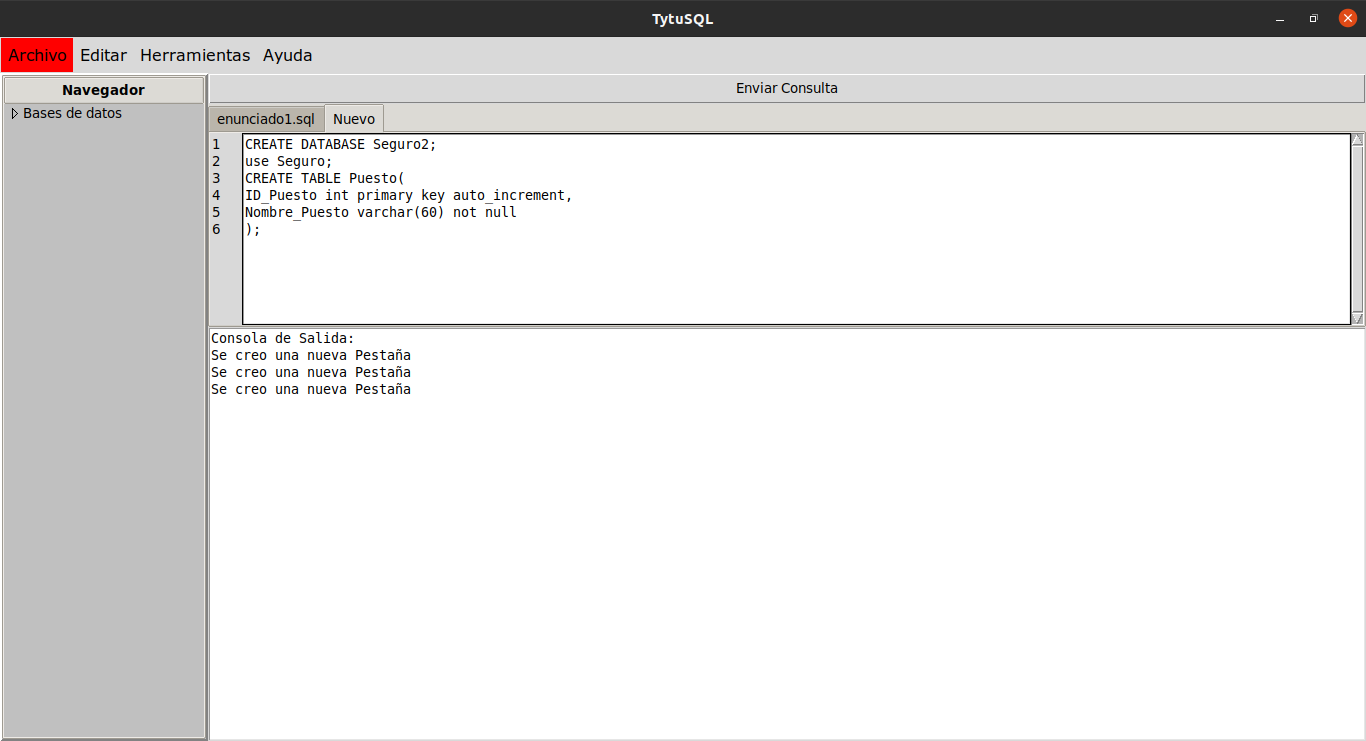 TytuSQL
Archivo Editar Herramientas Ayuda
Navegador
Bases de datos
Enviar Consulta
enunciado1.sql Nuevo
1 CREATE DATABASE Seguro2;
2 use Seguro;
3 CREATE TABLE Puesto(
4 ID_Puesto int primary key auto_increment,
5 Nombre_Puesto varchar(60) not null
6 );
Consola de Salida:
Se creo una nueva Pestaña
Se creo una nueva Pestaña
Se creo una nueva Pestaña